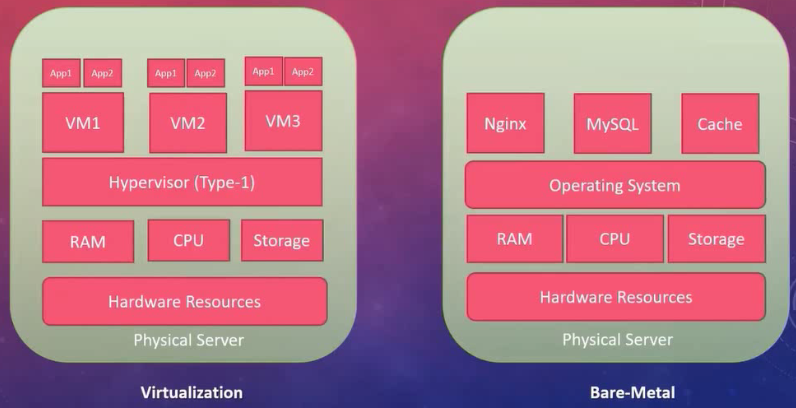 App1 App2 App1 App2 App1 App2
VM1 VM2 VM3
Hypervisor (Type-1)
RAM CPU Storage
Hardware Resources
Physical Server
Virtualization
Nginx MySQL Cache
Operating System
RAM CPU Storage
Hardware Resources
Physical Server
Bare-Metal